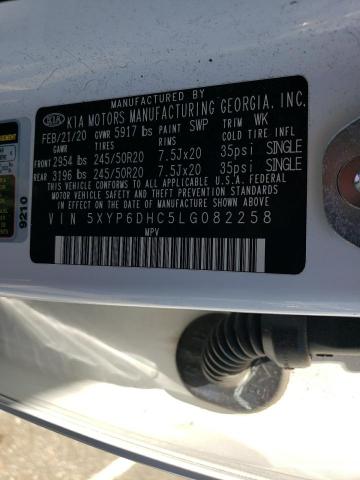 MANUFACTURED BY
KIA KIA MOTORS MANUFACTURING GEORGIA, INC.
FEB/21/20 GVWR 5917 lbs PAINT SWP TRIM WK
GAWR TIRES RIMS COLD TIRE INFL
FRONT 2954 lbs 245/50R20 7.5Jx20 35psi SINGLE
REAR 3196 lbs 245/50R20 7.5Jx20 35psi SINGLE
THIS VEHICLE CONFORMS TO ALL APPLICABLE U.S.A. FEDERAL
MOTOR VEHICLE SAFETY STANDARDS IN EFFECT ON THE
DATE OF MANUFACTURE SHOWN ABOVE.
VIN 5XYP6DHC5LG082258
MPV
9210